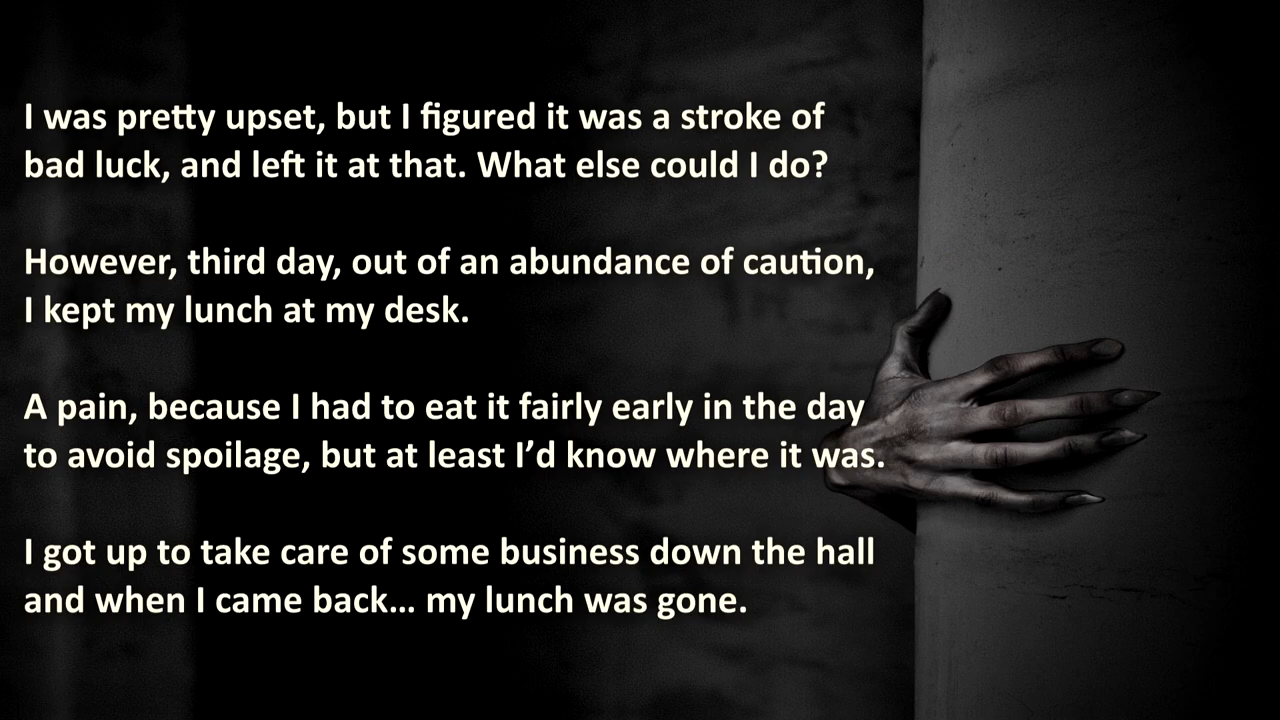 I was pretty upset, but I figured it was a stroke of
bad luck, and left it at that. What else could I do?
However, third day, out of an abundance of caution,
I kept my lunch at my desk.
A pain, because I had to eat it fairly early in the day
to avoid spoilage, but at least I’d know where it was.
I got up to take care of some business down the hall
and when I came back… my lunch was gone.